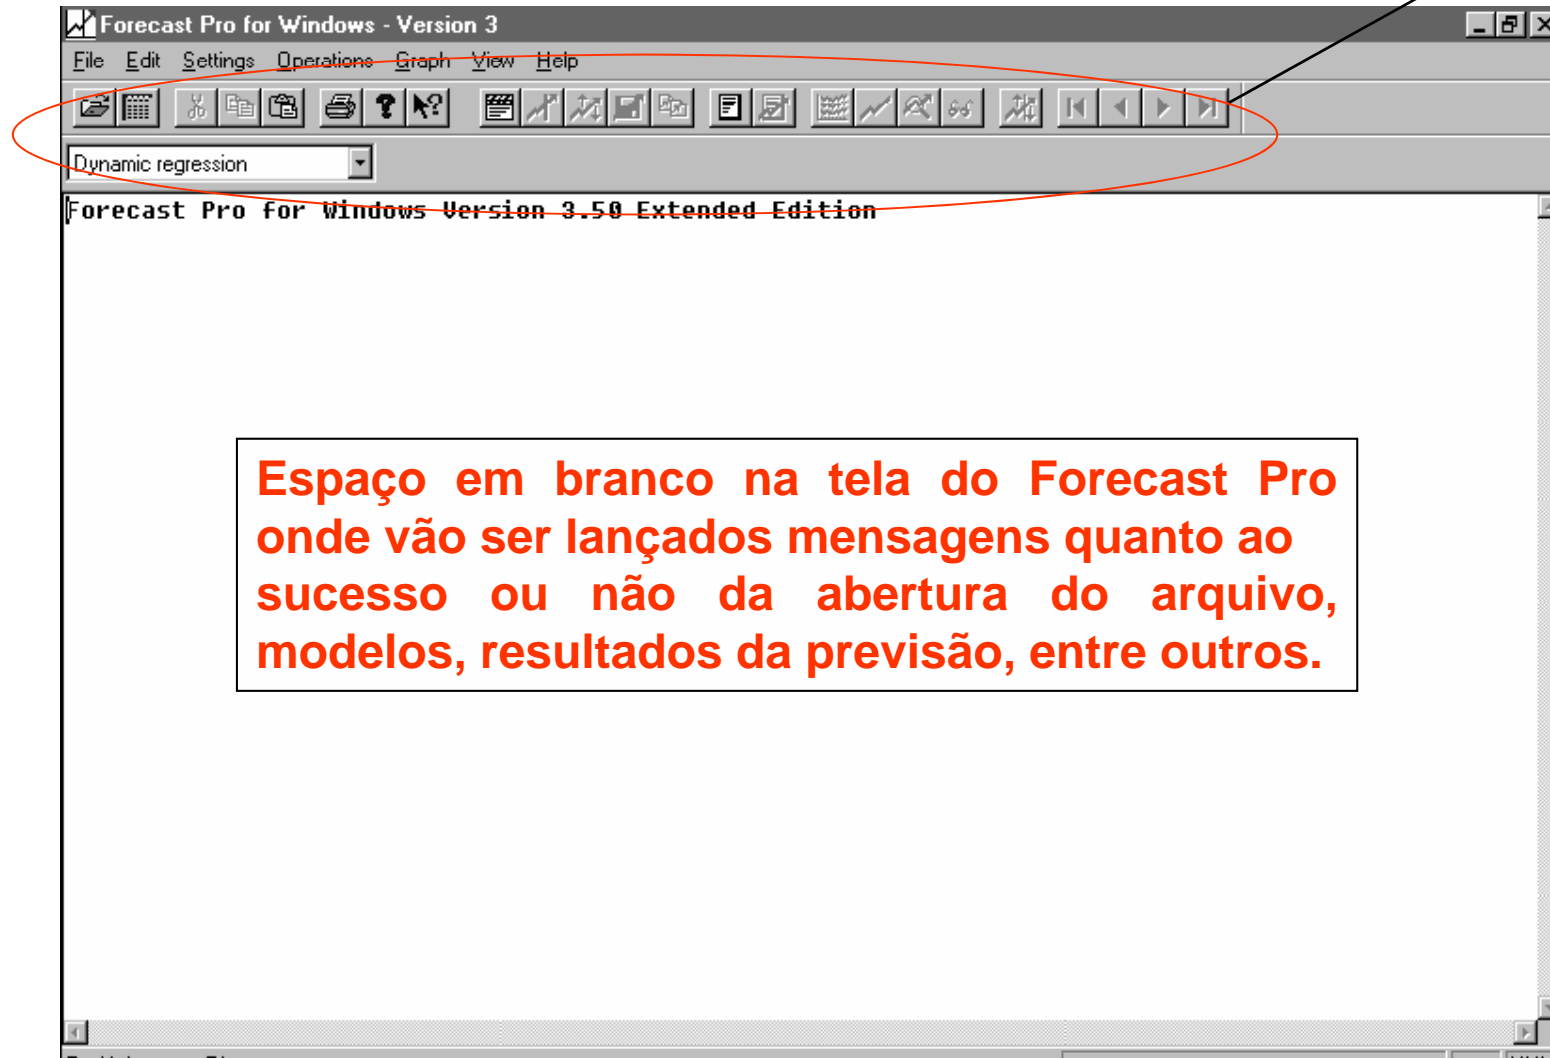 Forecast Pro for Windows - Version 3
File Edit Settings Operations Graph View Help
Dynamic regression
Forecast Pro for Windows Version 3.50 Extended Edition
Espaço em branco na tela do Forecast Pro
onde vão ser lançados mensagens quanto ao
sucesso ou não da abertura do arquivo,
modelos, resultados da previsão, entre outros.